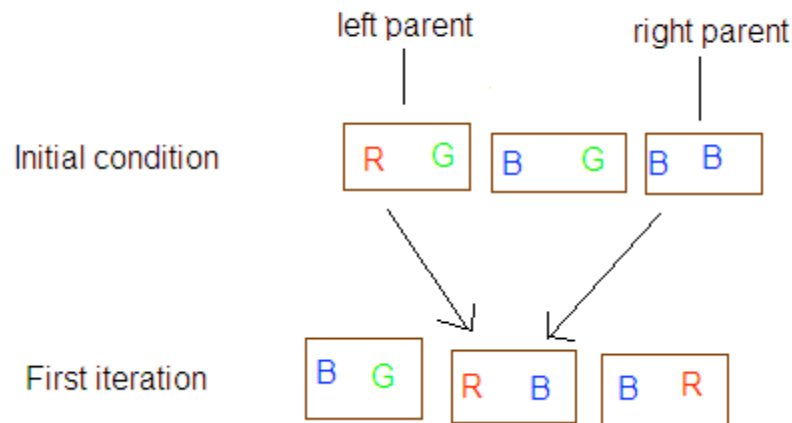 left parent
right parent
Initial condition R G B G B B
First iteration B G R B B R